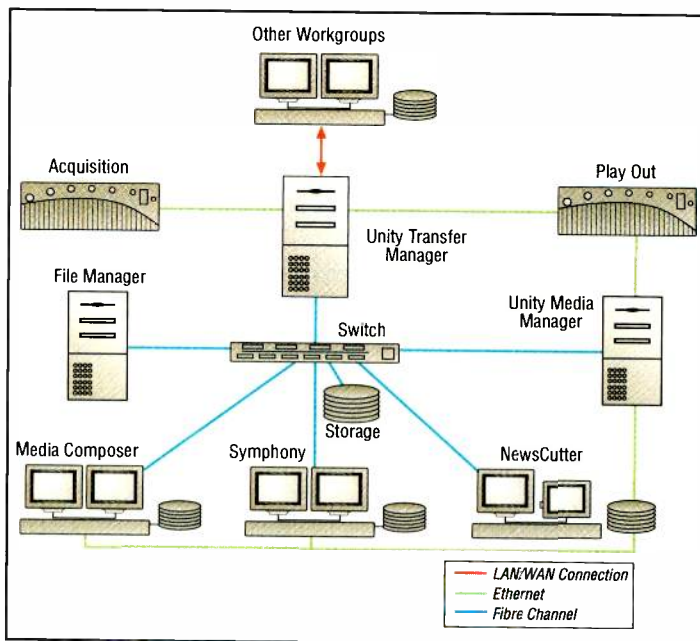 Other Workgroups
Acquisition
Play Out
Unity Transfer
Manager
File Manager
Unity Media
Manager
Switch
Storage
Media Composer
Symphony
NewsCutter
LAN/WAN Connection
Ethernet
Fibre Channel